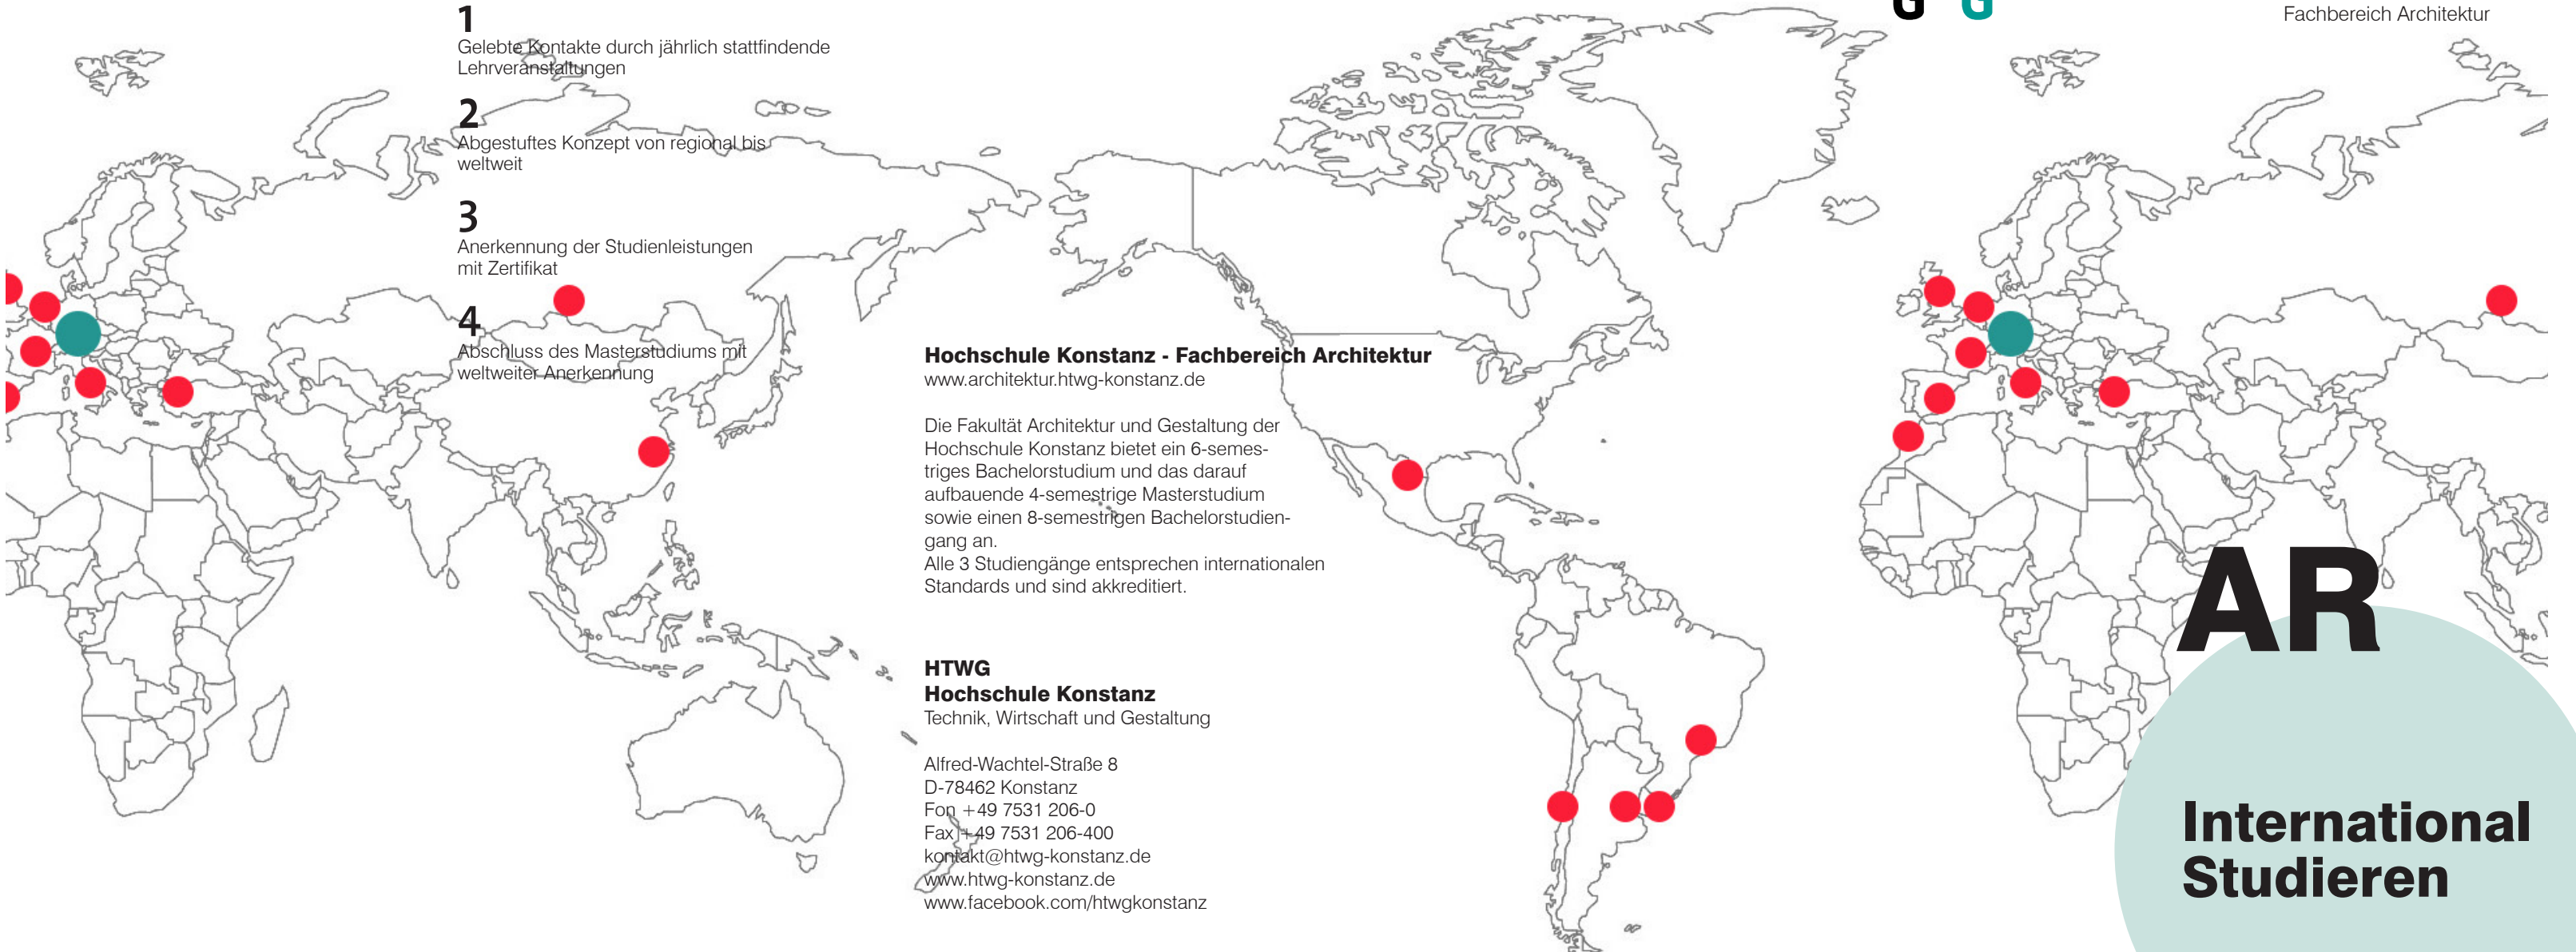 1
Gelebte Kontakte durch jährlich stattfindende
Lehrveranstaltungen
2
Abgestuftes Konzept von regional bis
weltweit
3
Anerkennung der Studienleistungen
mit Zertifikat
4
Abschluss des Masterstudiums mit
weltweiter Anerkennung
Hochschule Konstanz - Fachbereich Architektur
www.architektur.htwg-konstanz.de
Die Fakultät Architektur und Gestaltung der
Hochschule Konstanz bietet ein 6-semes-
triges Bachelorstudium und das darauf
aufbauende 4-semestrige Masterstudium
sowie einen 8-semestrigen Bachelorstudien-
gang an.
Alle 3 Studiengänge entsprechen internationalen
Standards und sind akkreditiert.
HTWG
Hochschule Konstanz
Technik, Wirtschaft und Gestaltung
Alfred-Wachtel-Straße 8
D-78462 Konstanz
Fon +49 7531 206-0
Fax +49 7531 206-400
kontakt@htwg-konstanz.de
www.htwg-konstanz.de
www.facebook.com/htwgkonstanz
G G
Fachbereich Architektur
AR
International
Studieren